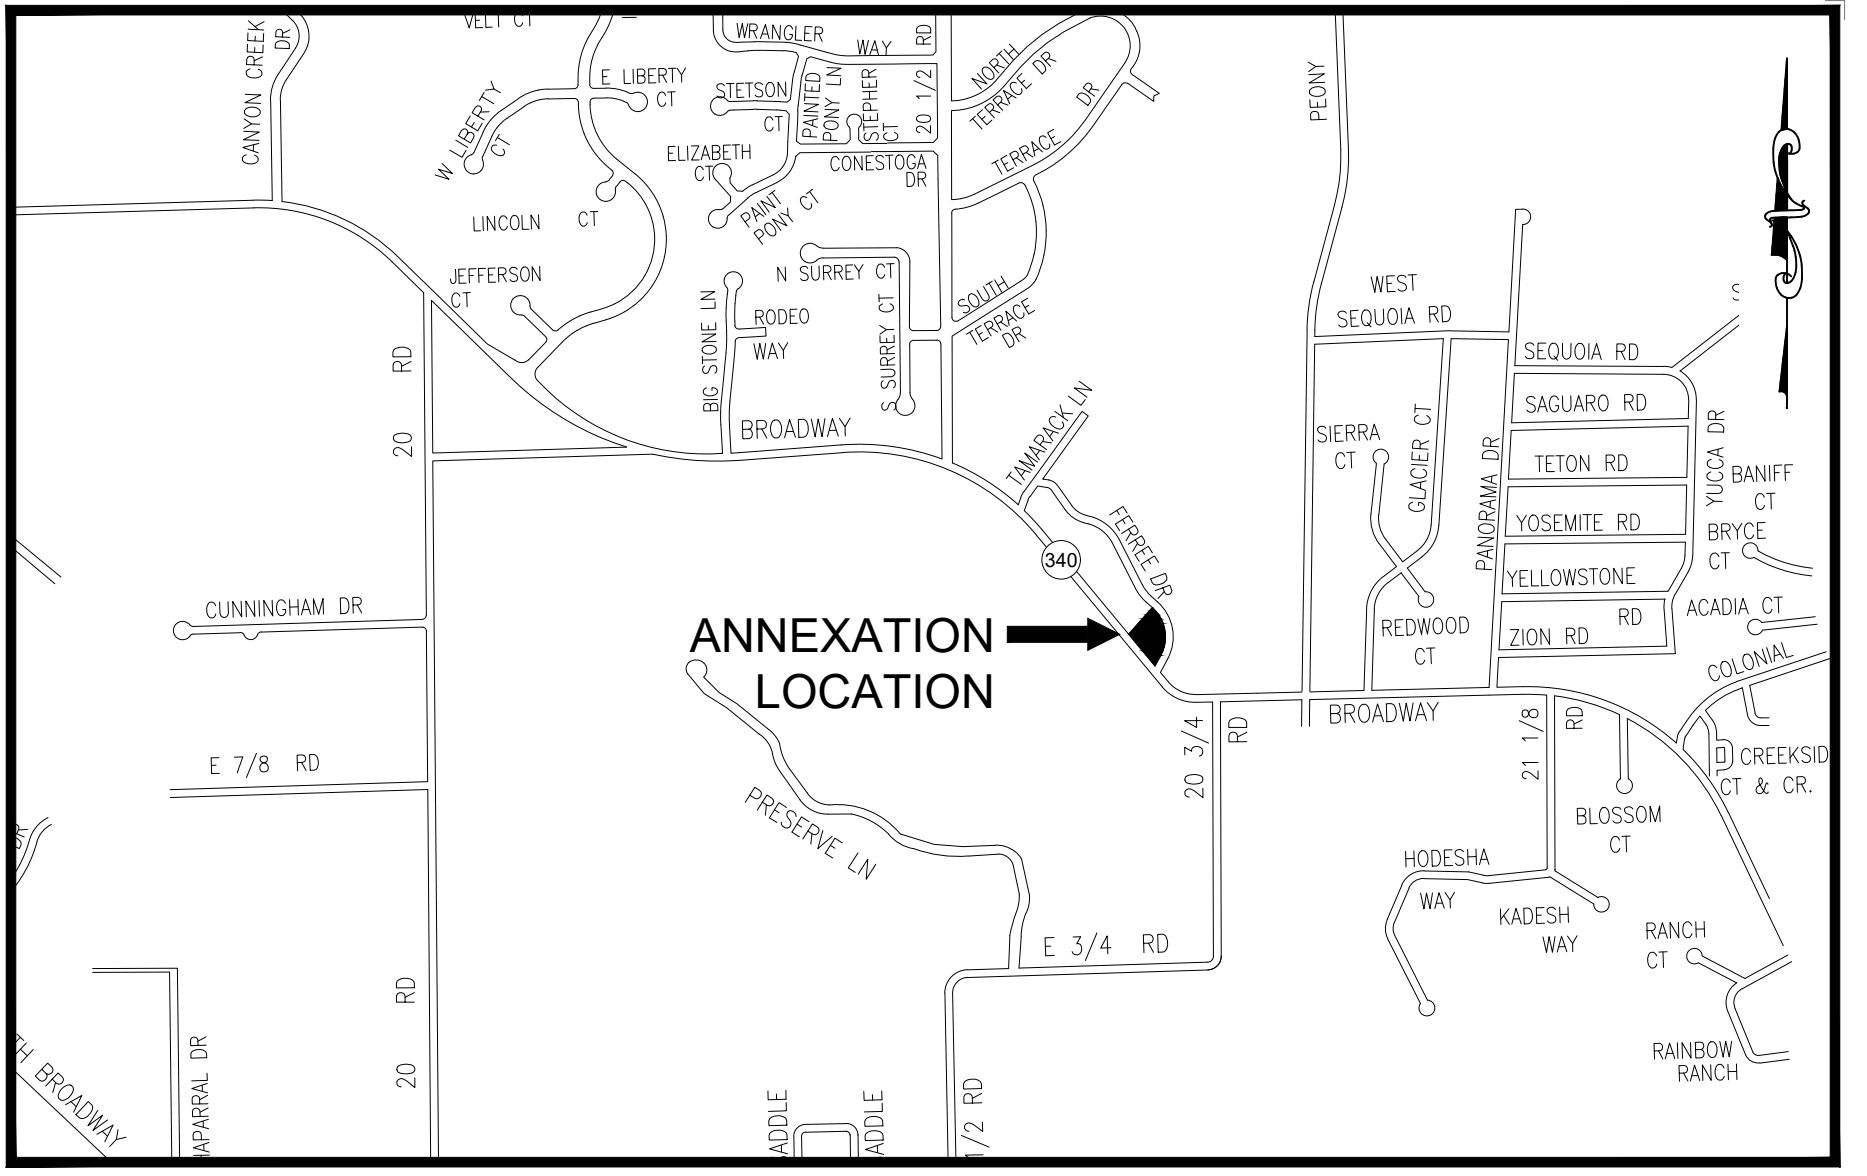 VELT CT
CANYON CREEK
DR
W LIBERTY
CT
E LIBERTY
CT
LINCOLN CT
JEFFERSON
CT
WRANGLER
WAY
RD
20 1/2
STETSON
CT
PAINTED
PONY LN
STEPHER
CT
ELIZABETH
CT
CONESTOGA
DR
PAINT
PONY CT
N SURREY CT
S SURREY CT
BIG STONE LN
RODEO
WAY
BROADWAY
NORTH
TERRACE DR
TERRACE
DR
SOUTH
TERRACE
DR
PEONY
WEST
SEQUOIA RD
SEQUOIA RD
SAGUARO RD
TETON RD
YOSEMITE RD
YELLOWSTONE
RD
ZION RD
YUCCA DR
PANORAMA DR
GLACIER CT
SIERRA
CT
REDWOOD
CT
BANIFF
CT
BRYCE
CT
ACADIA CT
COLONIAL
TAMARACK LN
FERREE DR
340
ANNEXATION
LOCATION
20 RD
CUNNINGHAM DR
E 7/8 RD
PRESERVE LN
20 3/4
RD
BROADWAY
21 1/8
RD
CREEKSID
CT & CR.
BLOSSOM
CT
HODESHA
WAY
KADESH
WAY
RANCH
CT
RAINBOW
RANCH
E 3/4 RD
20 RD
DR
TH BROADWAY
HAPARRAL DR
ADDLE
ADDLE
1/2 RD